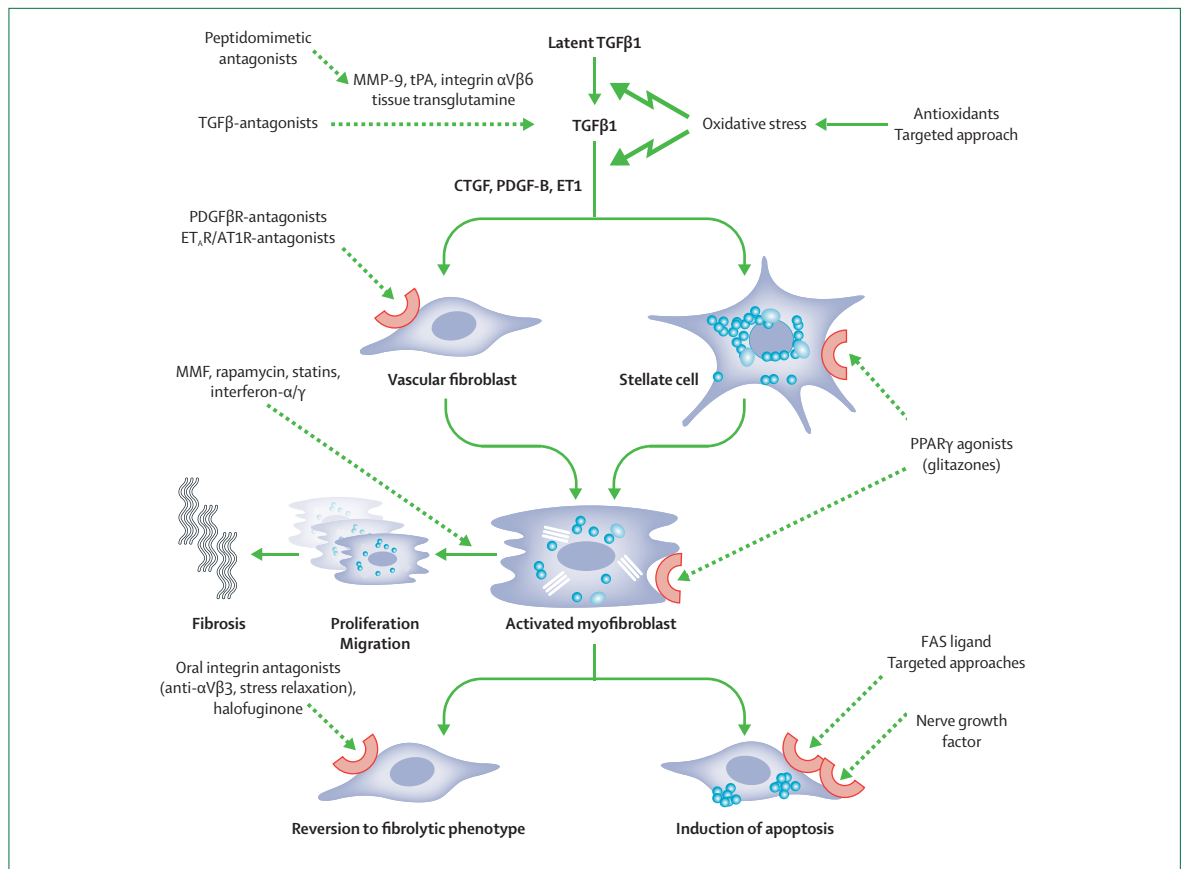 Peptidomimetic
antagonists
Latent TGFβ1
MMP-9, tPA, integrin αVβ6
tissue transglutamine
TGFβ-antagonists
TGFβ1
Oxidative stress
Antioxidants
Targeted approach
CTGF, PDGF-B, ET1
PDGFβR-antagonists
ET_AR/AT1R-antagonists
Vascular fibroblast
Stellate cell
MMF, rapamycin, statins,
interferon-α/γ
PPARγ agonists
(glitazones)
Fibrosis
Proliferation
Migration
Activated myofibroblast
Oral integrin antagonists
(anti-αVβ3, stress relaxation),
halofuginone
FAS ligand
Targeted approaches
Nerve growth
factor
Reversion to fibrolytic phenotype
Induction of apoptosis